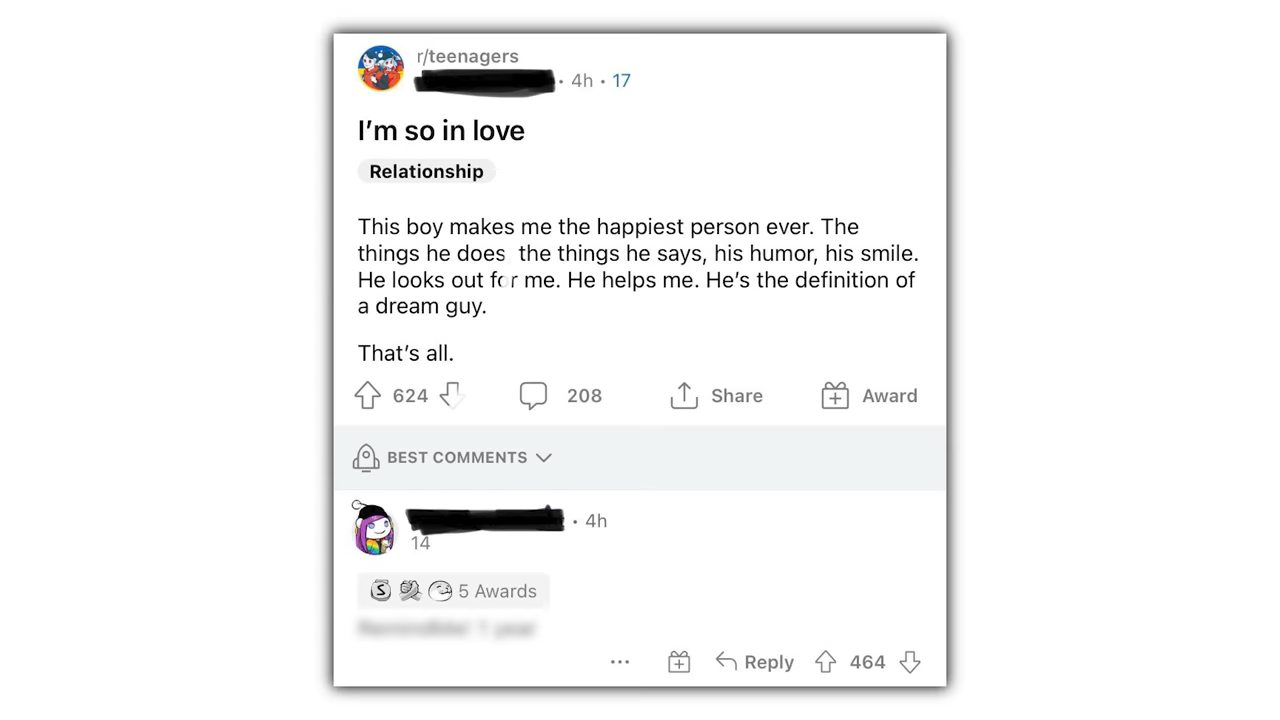 r/teenagers
· 4h · 17
I'm so in love
Relationship
This boy makes me the happiest person ever. The
things he does the things he says, his humor, his smile.
He looks out for me. He helps me. He's the definition of
a dream guy.
That's all.
624 208 Share Award
BEST COMMENTS
· 4h
14
5 Awards
... Reply 464